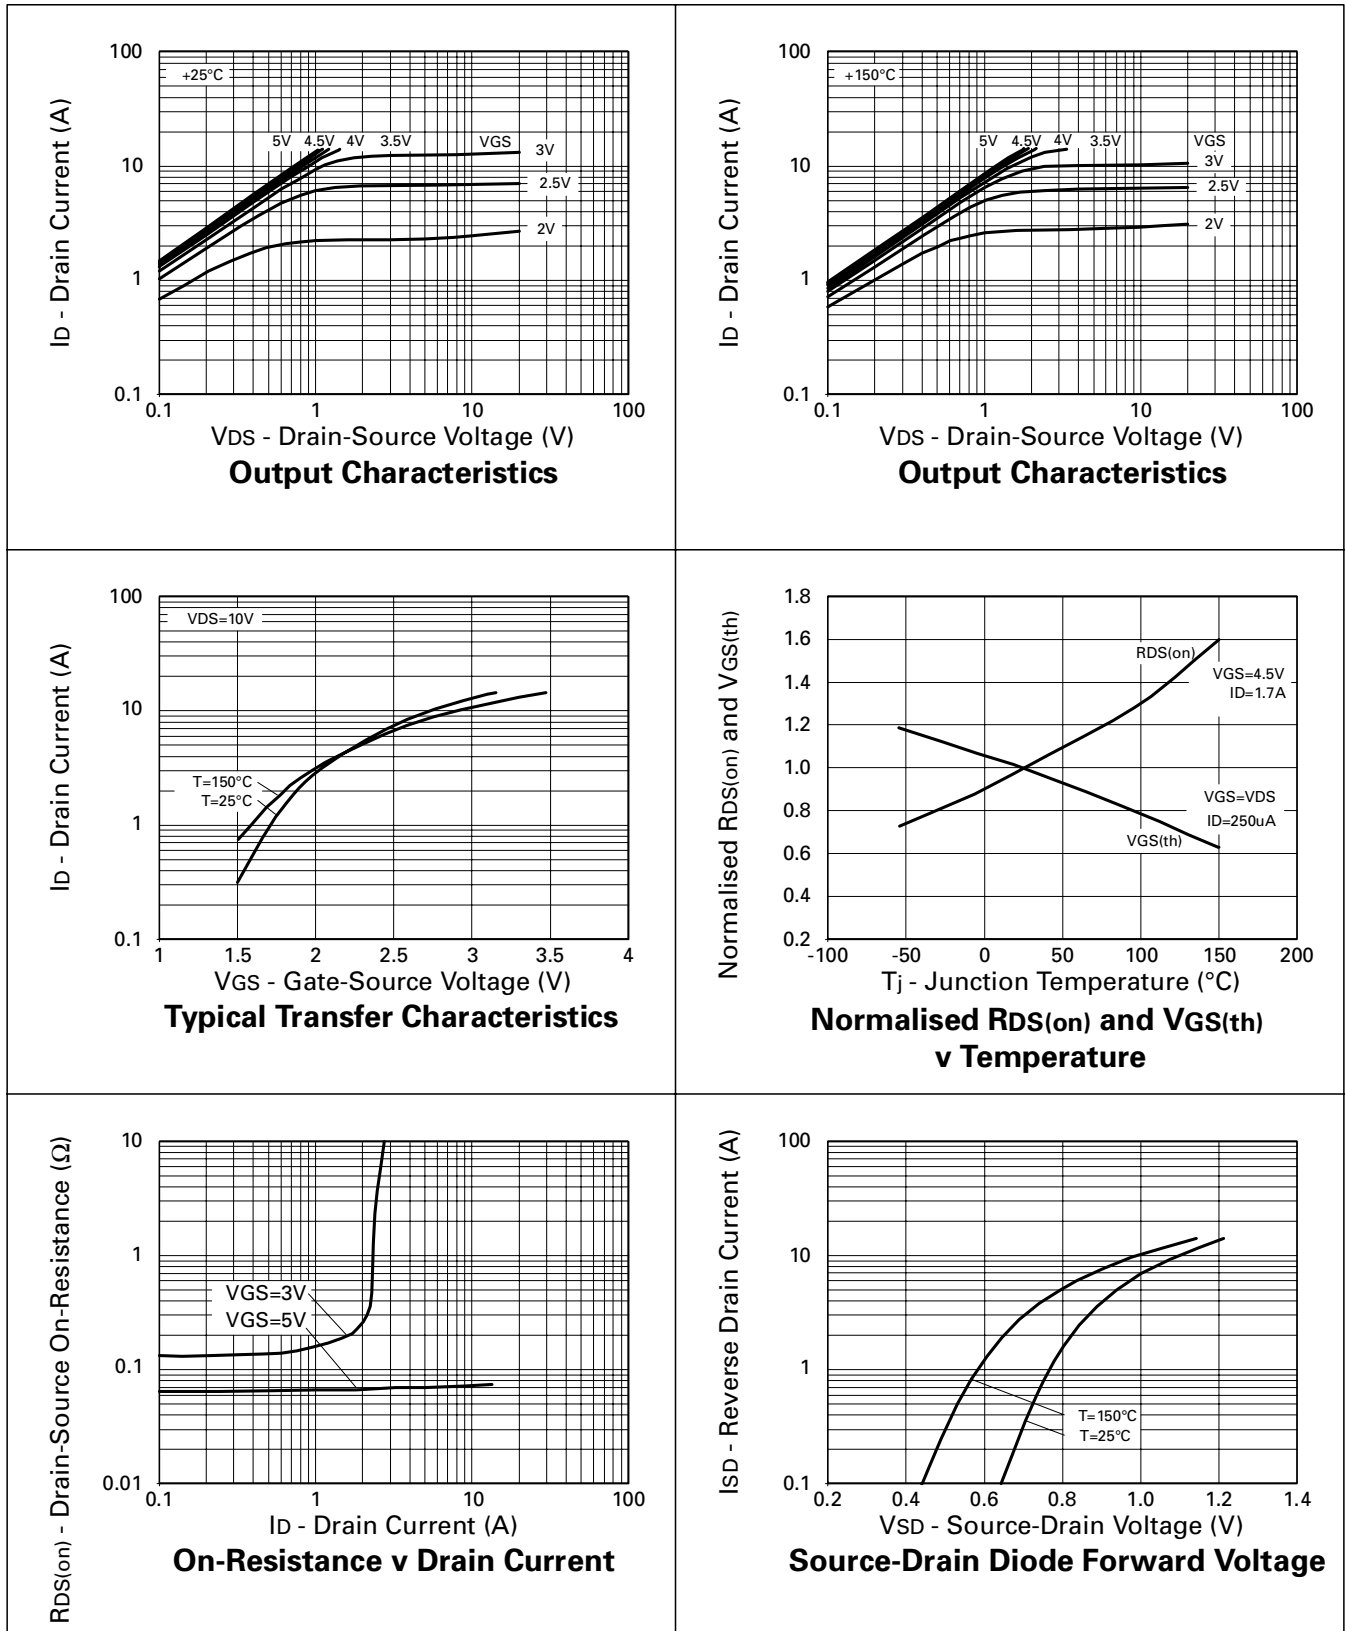 100
10
1
0.1
ID - Drain Current (A)
+25°C
5V 4.5V 4V 3.5V VGS
3V
2.5V
2V
0.1 1 10 100
VDS - Drain-Source Voltage (V)
Output Characteristics
100
10
1
0.1
ID - Drain Current (A)
+150°C
5V 4.5V 4V 3.5V VGS
3V
2.5V
2V
0.1 1 10 100
VDS - Drain-Source Voltage (V)
Output Characteristics
100
10
1
0.1
ID - Drain Current (A)
VDS=10V
T=150°C
T=25°C
1 1.5 2 2.5 3 3.5 4
VGS - Gate-Source Voltage (V)
Typical Transfer Characteristics
1.8
1.6
1.4
1.2
1.0
0.8
0.6
0.4
0.2
Normalised RDS(on) and VGS(th)
RDS(on)
VGS=4.5V
ID=1.7A
VGS=VDS
ID=250uA
VGS(th)
-100 -50 0 50 100 150 200
Tj - Junction Temperature (°C)
Normalised RDS(on) and VGS(th)
v Temperature
10
1
0.1
0.01
RDS(on) - Drain-Source On-Resistance (Ω)
VGS=3V
VGS=5V
0.1 1 10 100
ID - Drain Current (A)
On-Resistance v Drain Current
100
10
1
0.1
ISD - Reverse Drain Current (A)
T=150°C
T=25°C
0.2 0.4 0.6 0.8 1.0 1.2 1.4
VSD - Source-Drain Voltage (V)
Source-Drain Diode Forward Voltage